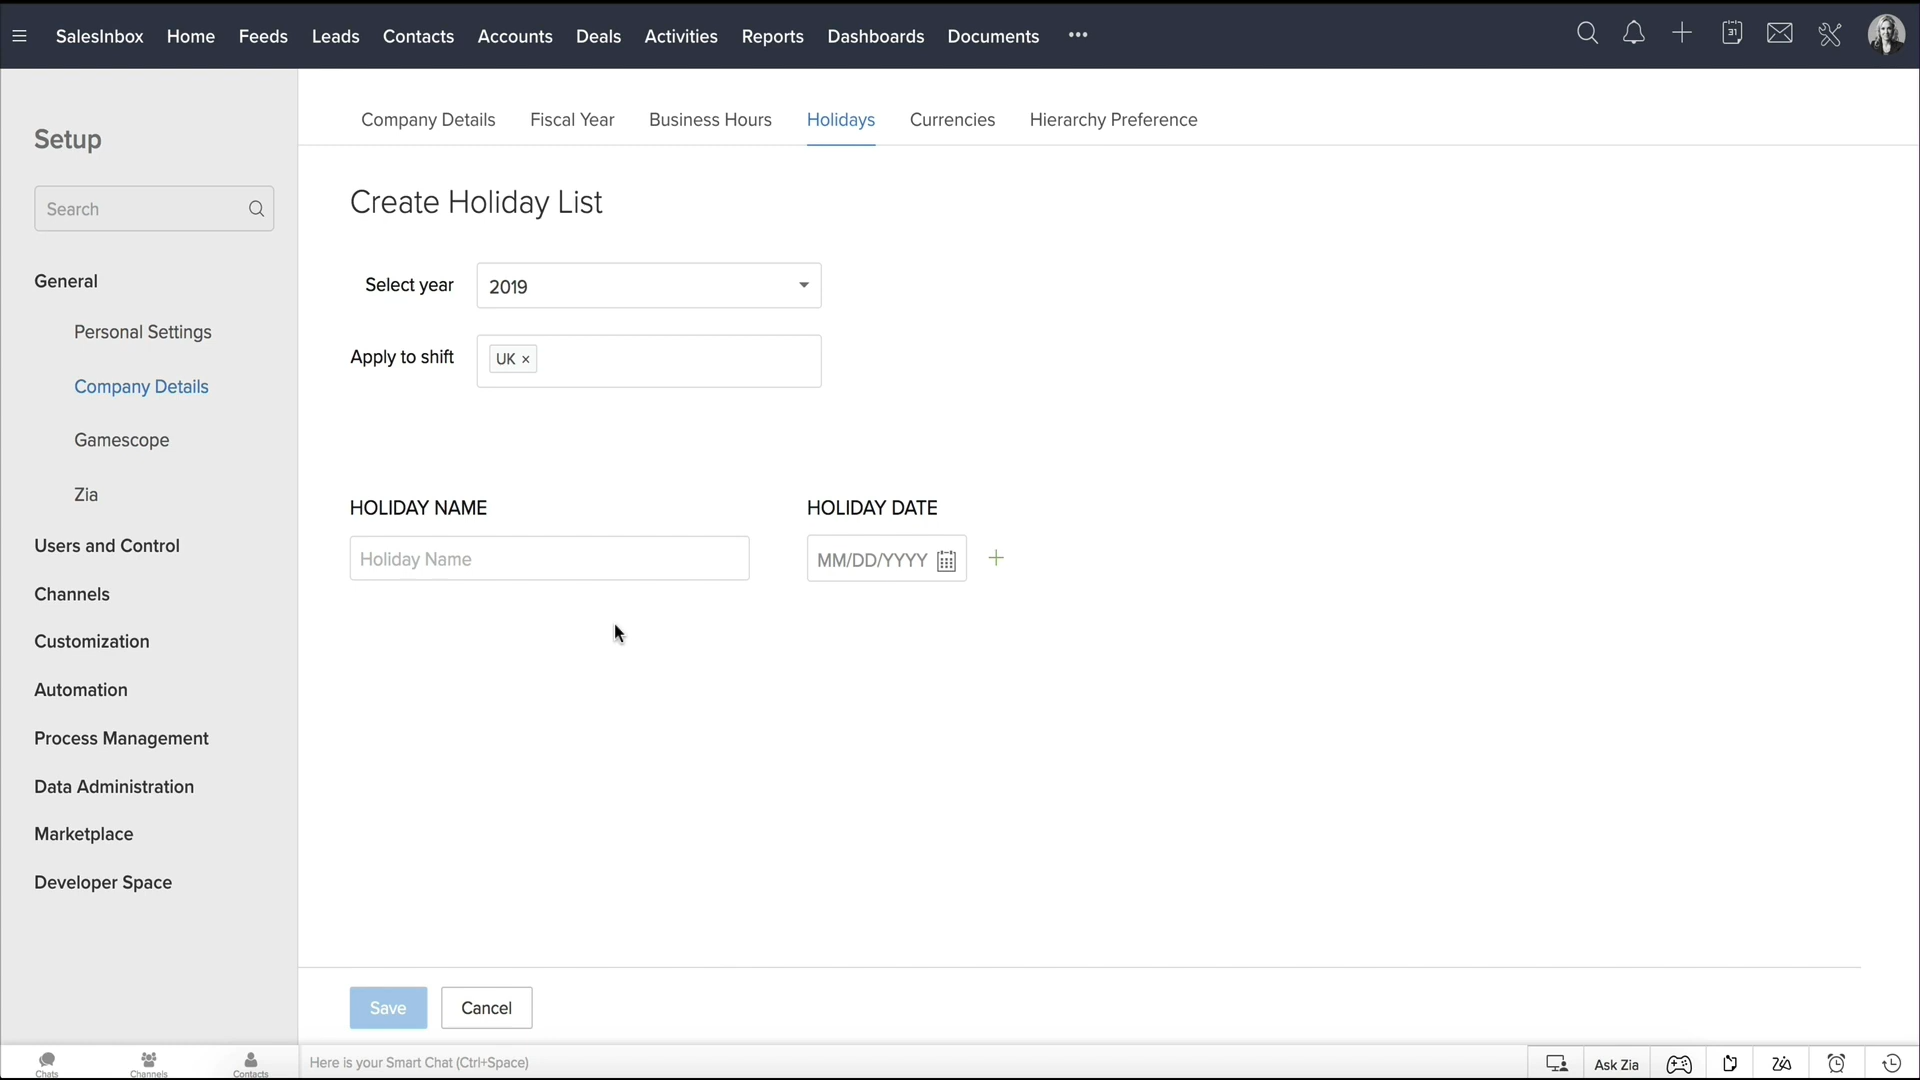 SalesInbox Home Feeds Leads Contacts Accounts Deals Activities Reports Dashboards Documents •••
31
Company Details Fiscal Year Business Hours Holidays Currencies Hierarchy Preference
Setup
Search
General
Personal Settings
Company Details
Gamescope
Zia
Users and Control
Channels
Customization
Automation
Process Management
Data Administration
Marketplace
Developer Space
Create Holiday List
Select year 2019
Apply to shift UK ×
HOLIDAY NAME HOLIDAY DATE
Holiday Name MM/DD/YYYY +
Save Cancel
Chats Channels Contacts
Here is your Smart Chat (Ctrl+Space)
Ask Zia